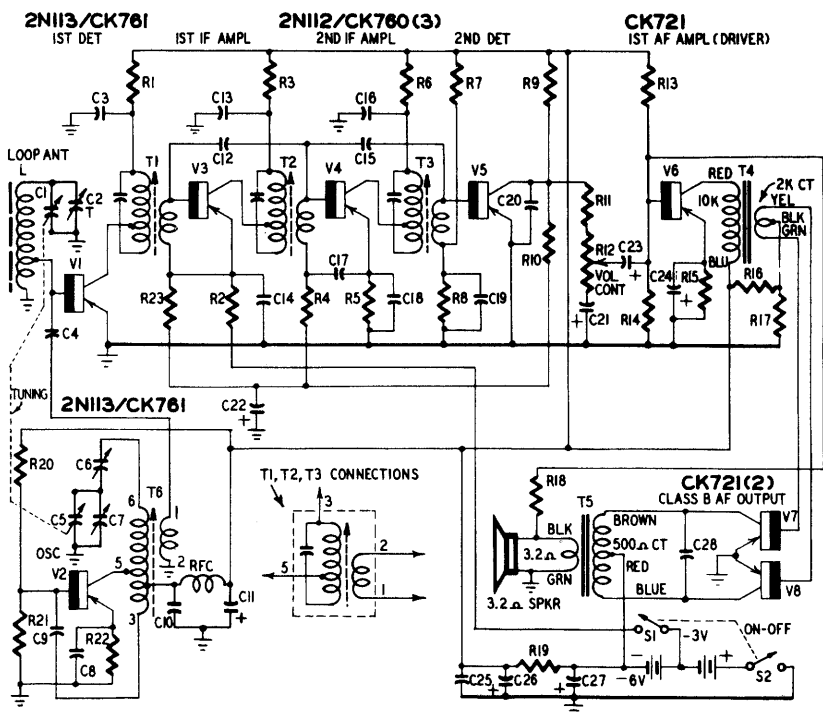 2N113/CK761
2N112/CK760(3)
CK721
1ST DET
1ST IF AMPL
2ND IF AMPL
2ND DET
1ST AF AMPL (DRIVER)
R1
R3
R6
R7
R9
R13
C3
C13
C16
LOOP ANT
L
C1
C2
T
T1
C12
V3
T2
V4
C15
T3
V5
C20
R11
R12
VOL
CONT
C23
+
V6
RED
T4
10K
BLU
2K CT
YEL
BLK
GRN
V1
C4
R23
R2
C14
C17
R4
R5
C18
R8
C19
R10
+
C21
R14
C24
+
R15
R16
R17
TUNING
2N113/CK761
C22
+
R20
C6
C5
C7
OSC
T6
6
5
3
1
2
RFC
V2
R21
C9
C8
R22
C10
C11
+
T1, T2, T3 CONNECTIONS
3
5
2
1
R18
3.2Ω SPKR
BLK
3.2Ω
GRN
T5
BROWN
500Ω CT
RED
BLUE
CK721(2)
CLASS B AF OUTPUT
C28
V7
V8
S1
-3V
ON-OFF
R19
C25
+
C26
+
C27
-
-6V
+
S2